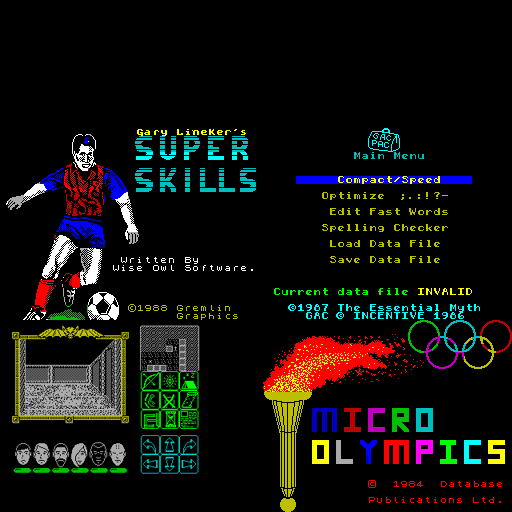 Gary Lineker's
SUPER
SKILLS
Written By
Wise Owl Software.
©1988 Gremlin
Graphics
GAC
PAC
Main Menu
Compact/Speed
Optimize ;.:!?-
Edit Fast Words
Spelling Checker
Load Data File
Save Data File
Current data file INVALID
©1987 The Essential Myth
GAC © INCENTIVE 1986
MICRO
OLYMPICS
© 1984 Database
Publications Ltd.